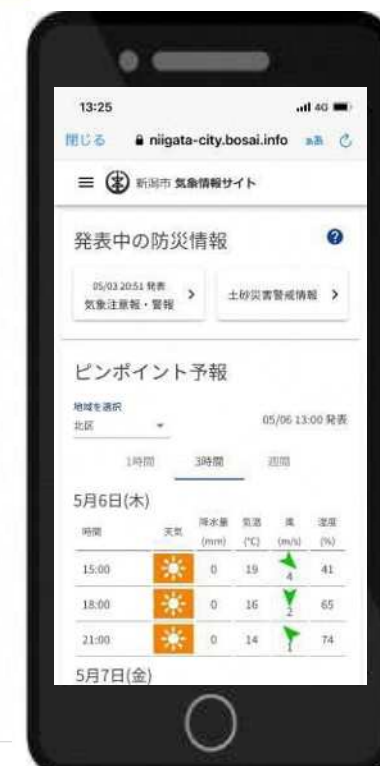 13:25 4G
閉じる niigata-city.bosai.info ぁあ
新潟市 気象情報サイト
発表中の防災情報 ?
05/03 20:51 発表
気象注意報・警報 >
土砂災害警戒情報 >
ピンポイント予報
地域を選択
北区
05/06 13:00 発表
1時間 3時間 週間
5月6日(木)
時間 天気 降水量 (mm) 気温 (℃) 風 (m/s) 湿度 (%)
15:00 0 19 4 41
18:00 0 16 2 65
21:00 0 14 1 74
5月7日(金)